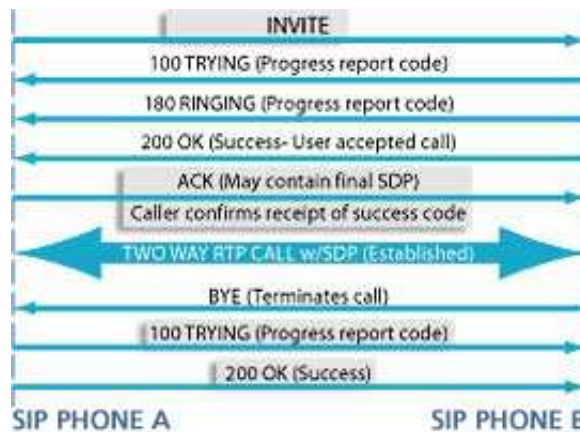 INVITE
100 TRYING (Progress report code)
180 RINGING (Progress report code)
200 OK (Success- User accepted call)
ACK (May contain final SDP)
Caller confirms receipt of success code
TWO WAY RTP CALL w/SDP (Established)
BYE (Terminates call)
100 TRYING (Progress report code)
200 OK (Success)
SIP PHONE A
SIP PHONE B